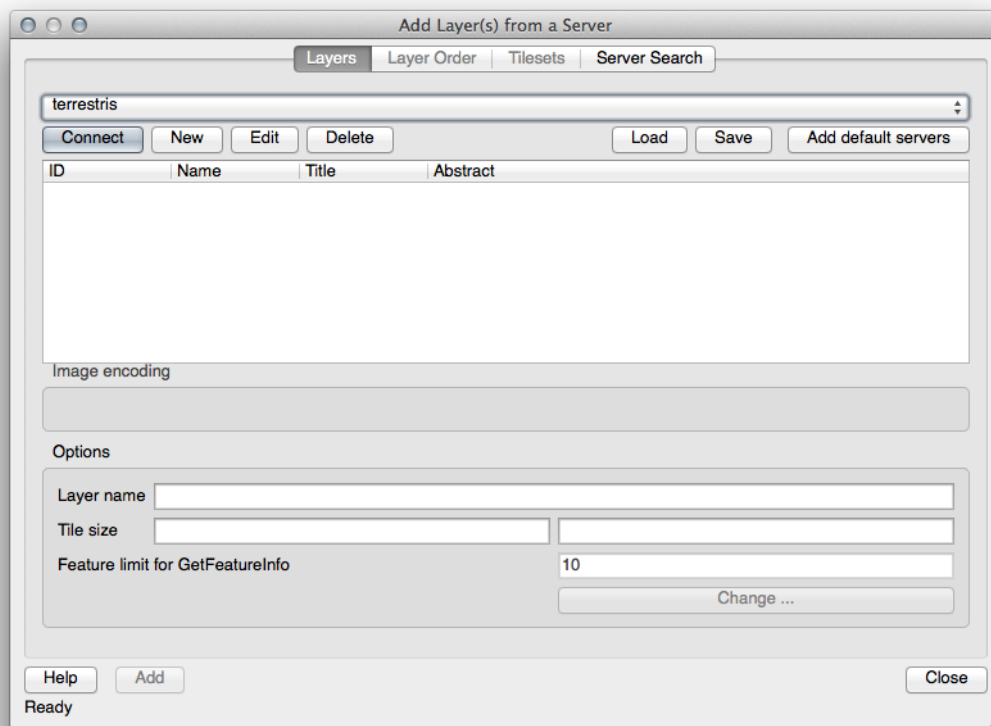 Add Layer(s) from a Server
Layers Layer Order Tilesets Server Search
terrestris
Connect New Edit Delete Load Save Add default servers
ID Name Title Abstract
Image encoding
Options
Layer name
Tile size
Feature limit for GetFeatureInfo 10
Change ...
Help Add Close
Ready